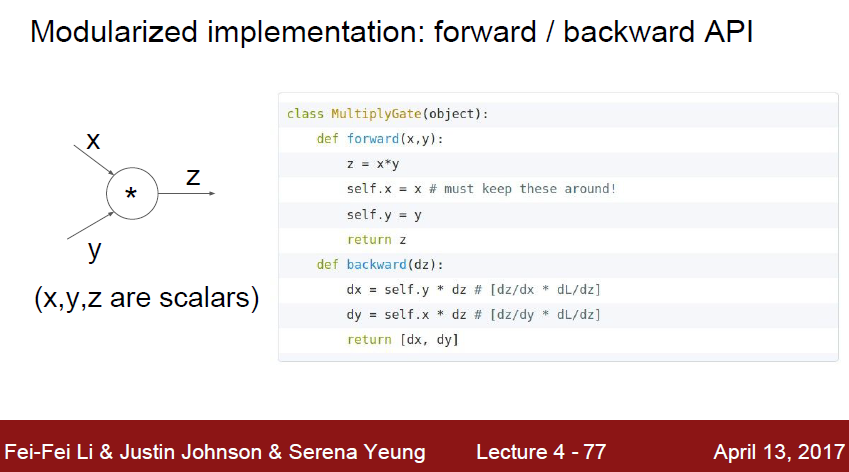 Modularized implementation: forward / backward API
x
z
*
y
(x,y,z are scalars)
class MultiplyGate(object):
    def forward(x,y):
        z = x*y
        self.x = x # must keep these around!
        self.y = y
        return z
    def backward(dz):
        dx = self.y * dz # [dz/dx * dL/dz]
        dy = self.x * dz # [dz/dy * dL/dz]
        return [dx, dy]
Fei-Fei Li & Justin Johnson & Serena Yeung Lecture 4 - 77 April 13, 2017